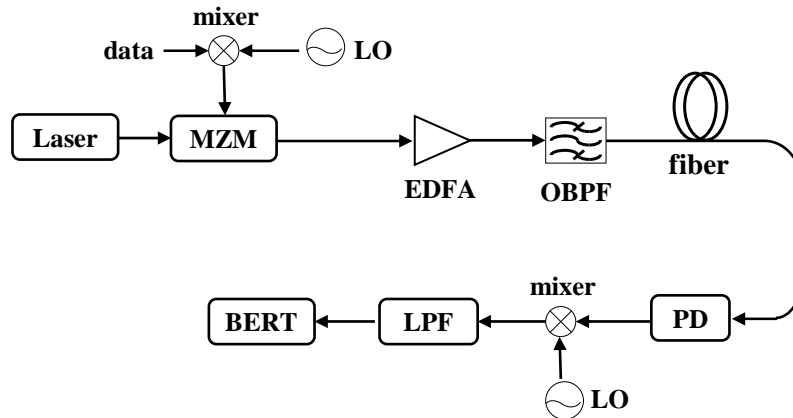 mixer
data
LO
Laser
MZM
EDFA
OBPF
fiber
mixer
BERT
LPF
PD
LO